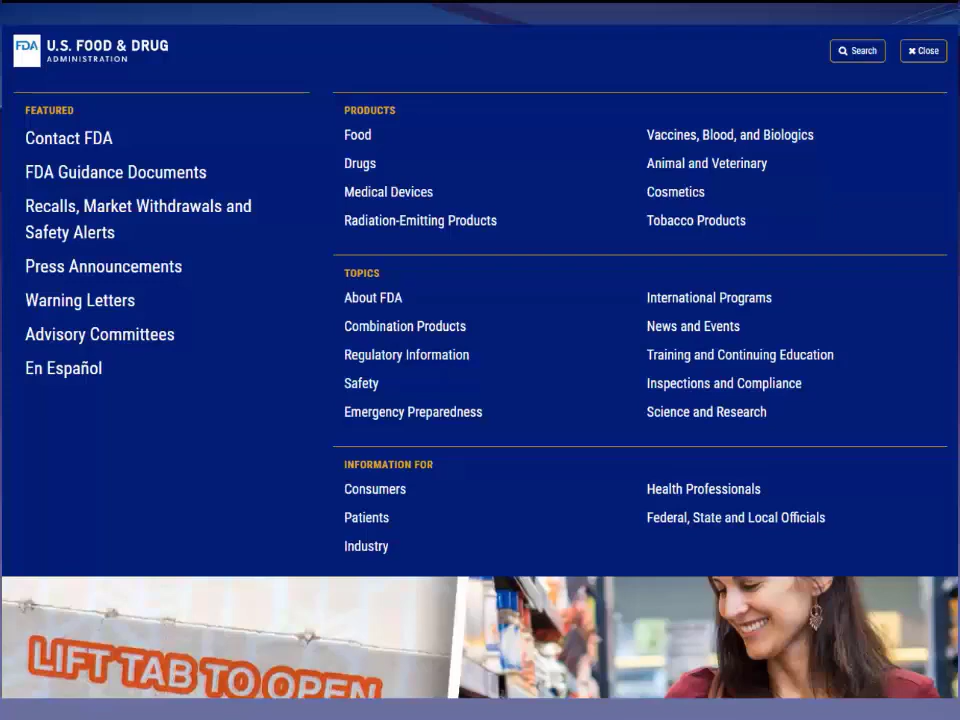 FDA
U.S. FOOD & DRUG
ADMINISTRATION
Search
Close
FEATURED
Contact FDA
FDA Guidance Documents
Recalls, Market Withdrawals and
Safety Alerts
Press Announcements
Warning Letters
Advisory Committees
En Español
PRODUCTS
Food
Drugs
Medical Devices
Radiation-Emitting Products
Vaccines, Blood, and Biologics
Animal and Veterinary
Cosmetics
Tobacco Products
TOPICS
About FDA
Combination Products
Regulatory Information
Safety
Emergency Preparedness
International Programs
News and Events
Training and Continuing Education
Inspections and Compliance
Science and Research
INFORMATION FOR
Consumers
Patients
Industry
Health Professionals
Federal, State and Local Officials
LIFT TAB TO OPEN